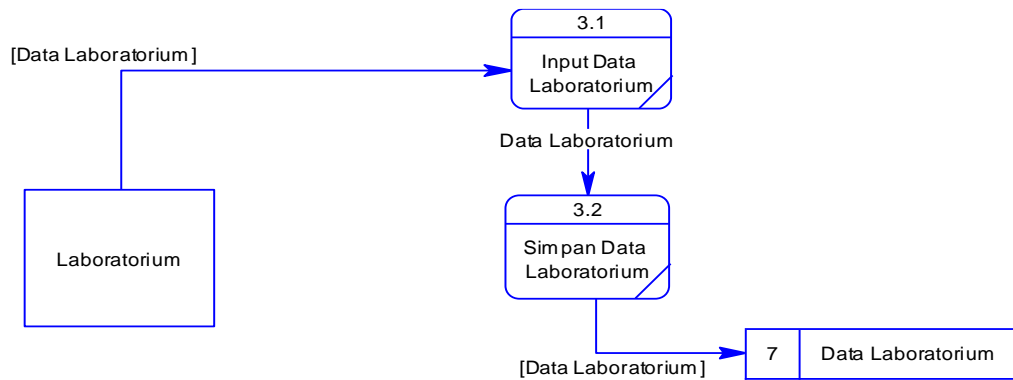 3.1
[Data Laboratorium]
Input Data
Laboratorium
Data Laboratorium
3.2
Laboratorium
Simpan Data
Laboratorium
7
Data Laboratorium
[Data Laboratorium]